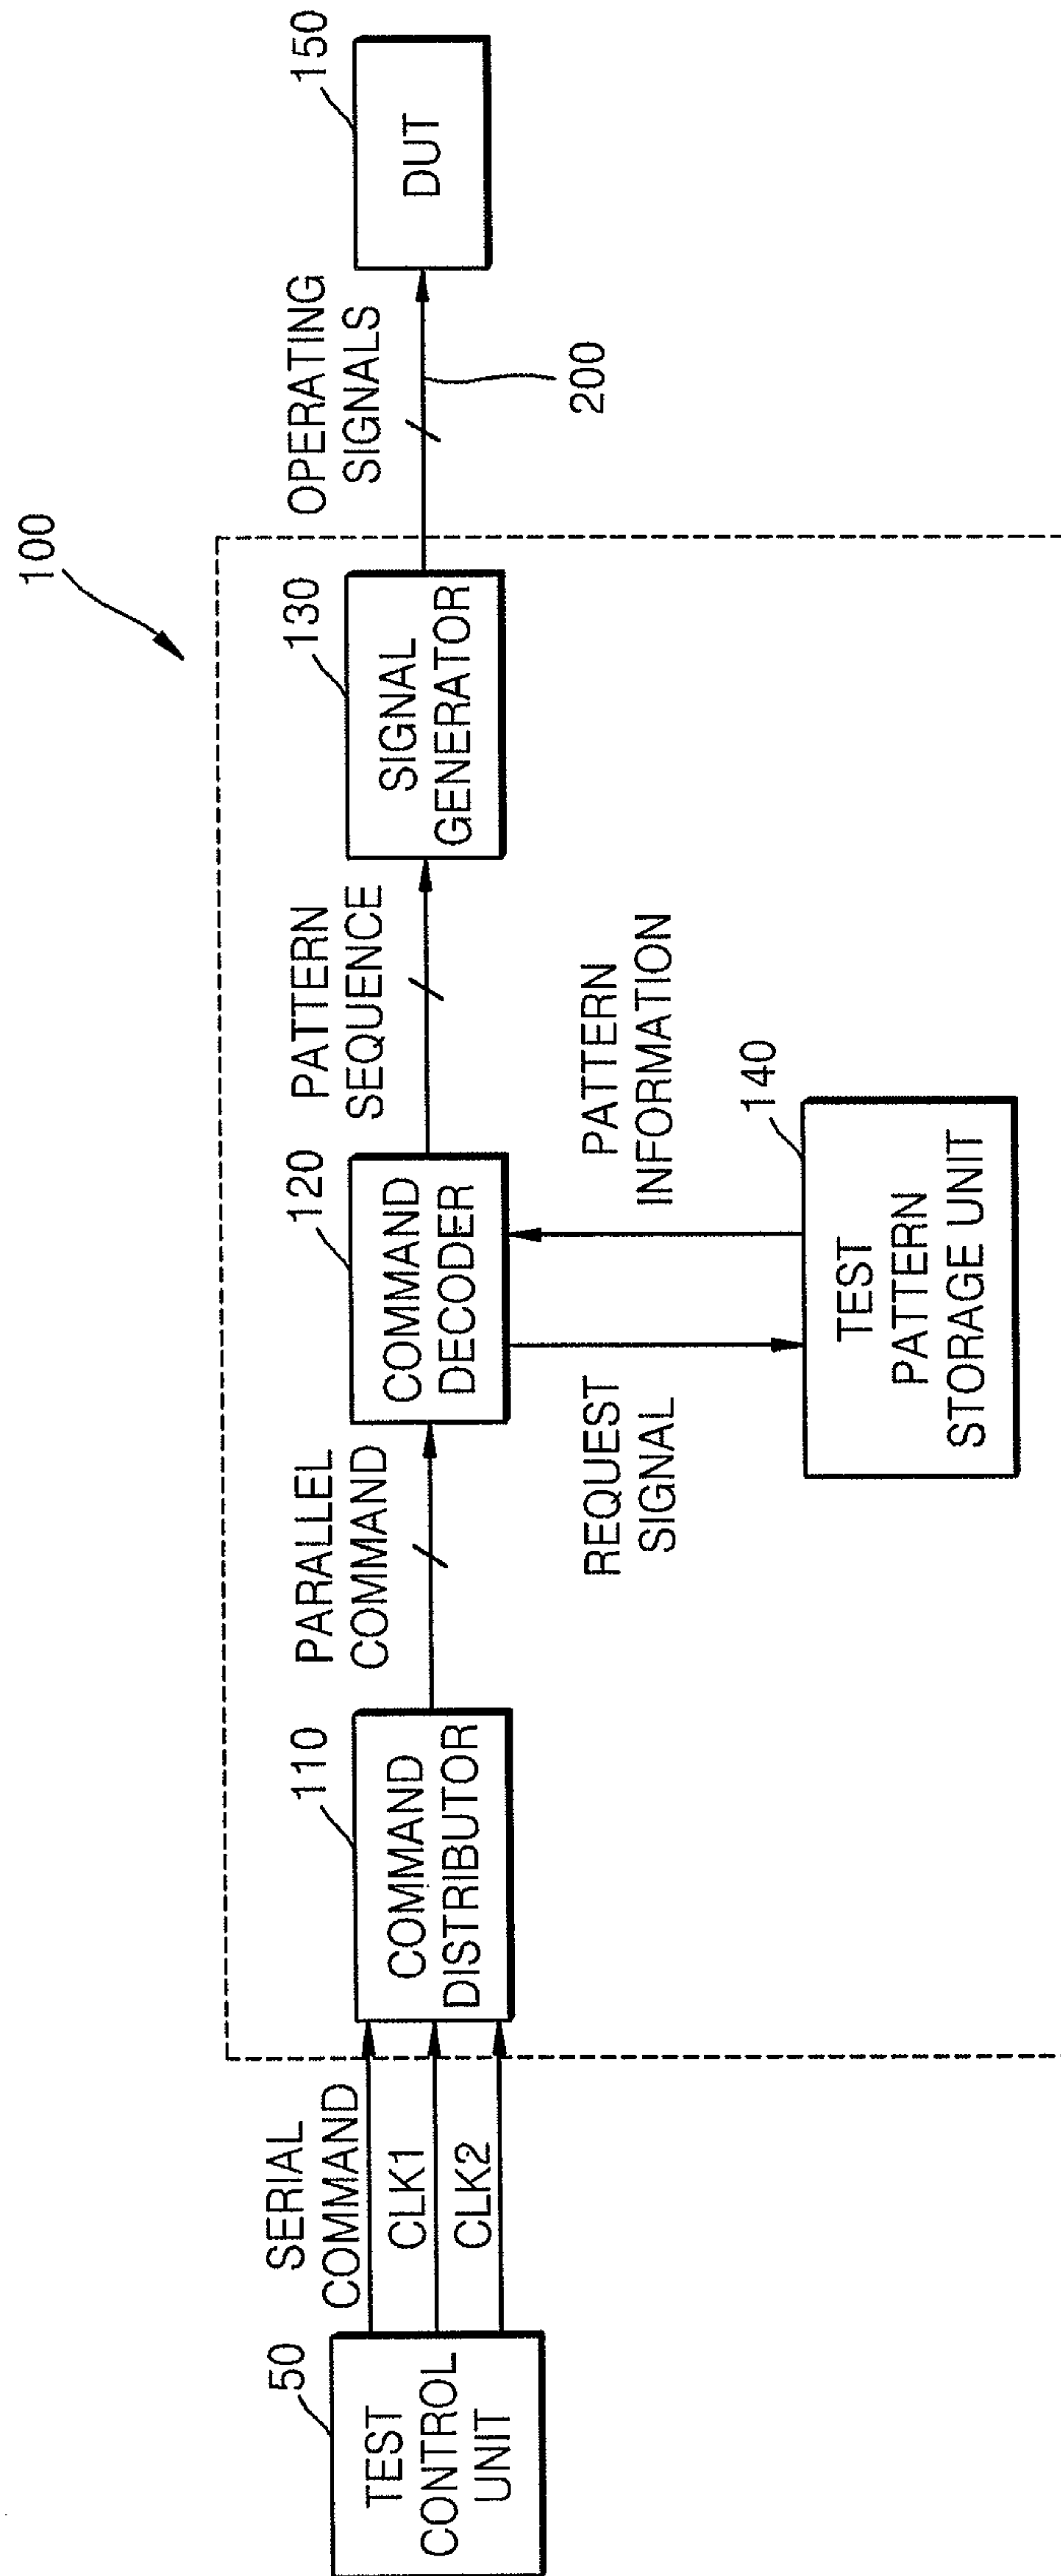 100
50
TEST
CONTROL
UNIT
SERIAL
COMMAND
CLK1
CLK2
110
COMMAND
DISTRIBUTOR
PARALLEL
COMMAND
120
COMMAND
DECODER
PATTERN
SEQUENCE
130
SIGNAL
GENERATOR
OPERATING
SIGNALS
200
150
DUT
REQUEST
SIGNAL
PATTERN
INFORMATION
140
TEST
PATTERN
STORAGE UNIT